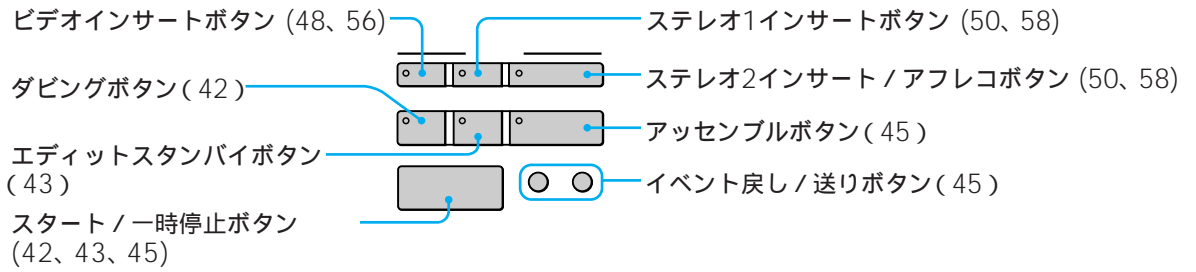 ビデオインサートボタン (48、56)
ステレオ1インサートボタン (50、58)
ステレオ2インサート / アフレコボタン (50、58)
ダビングボタン(42)
アッセンブルボタン(45)
エディットスタンバイボタン
(43)
イベント戻し / 送りボタン(45)
スタート / 一時停止ボタン
(42、43、45)